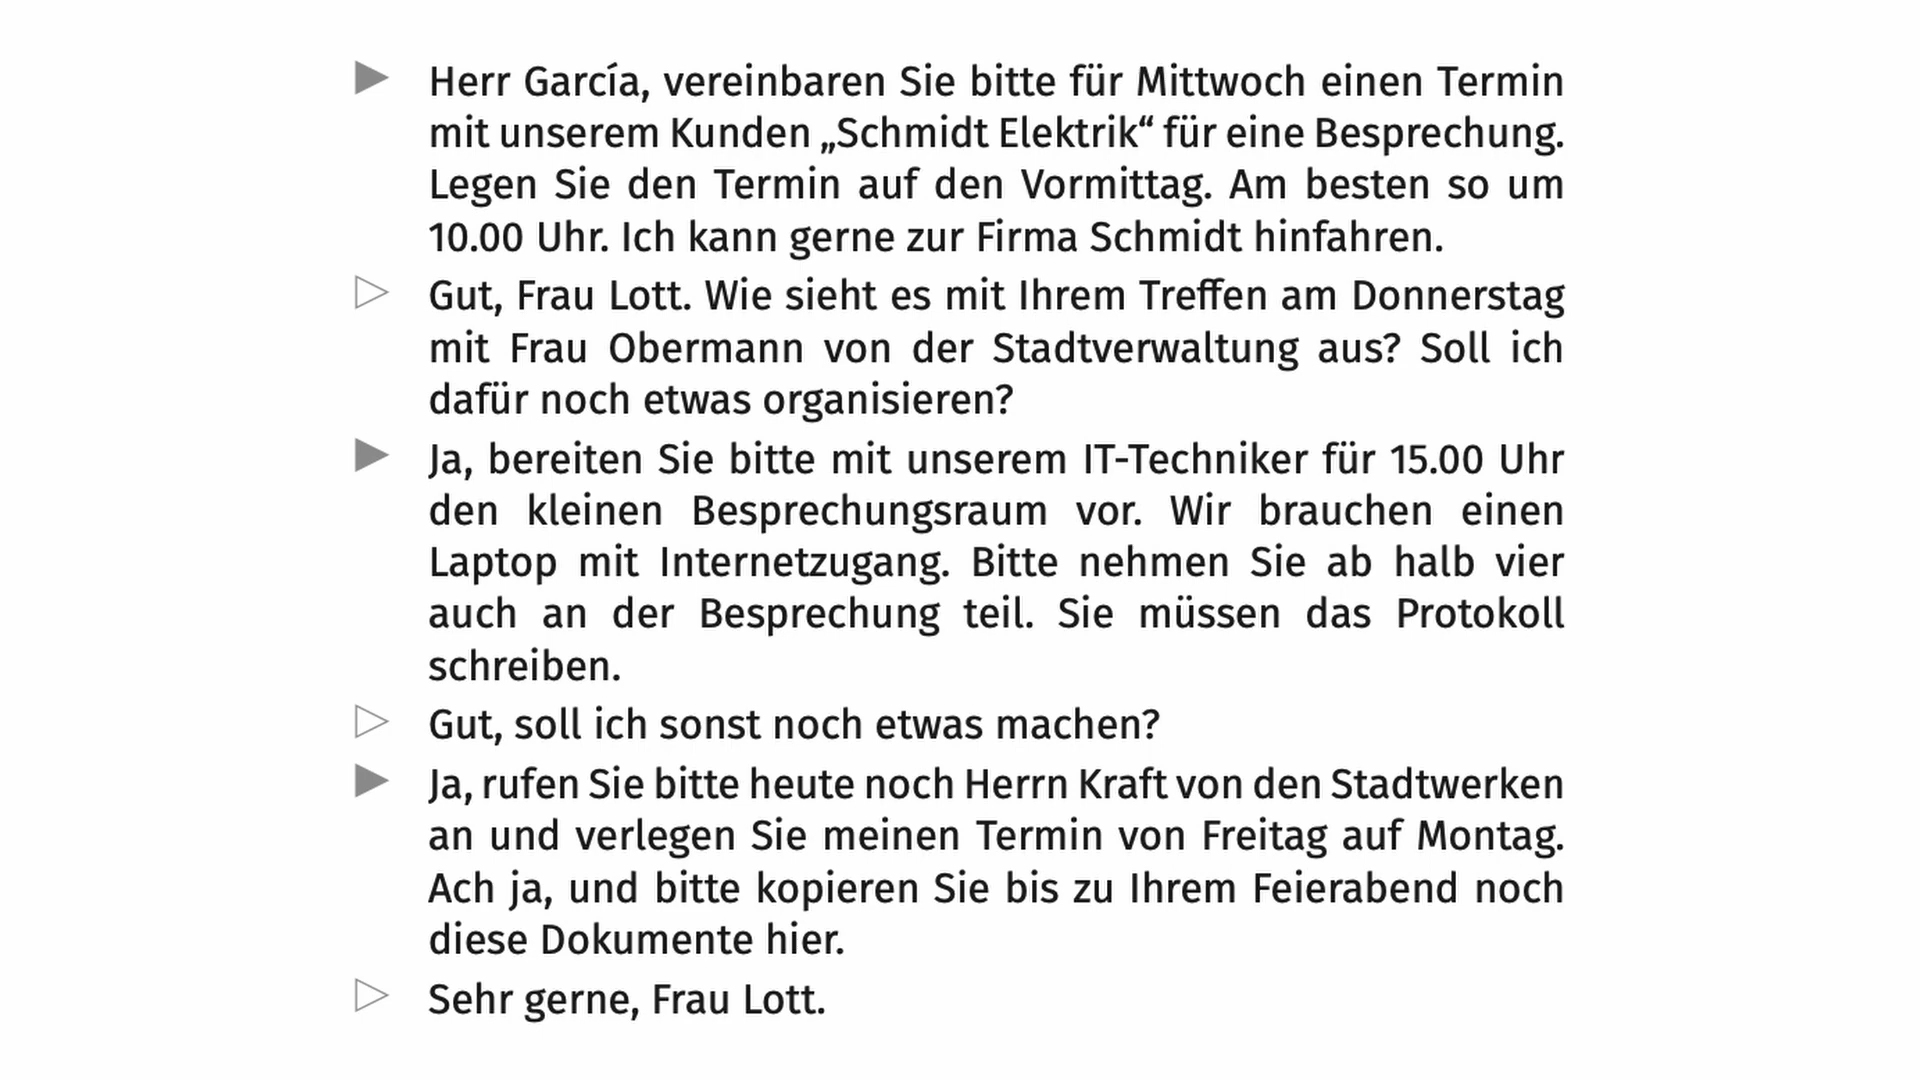 Herr García, vereinbaren Sie bitte für Mittwoch einen Termin
mit unserem Kunden „Schmidt Elektrik“ für eine Besprechung.
Legen Sie den Termin auf den Vormittag. Am besten so um
10.00 Uhr. Ich kann gerne zur Firma Schmidt hinfahren.
Gut, Frau Lott. Wie sieht es mit Ihrem Treffen am Donnerstag
mit Frau Obermann von der Stadtverwaltung aus? Soll ich
dafür noch etwas organisieren?
Ja, bereiten Sie bitte mit unserem IT-Techniker für 15.00 Uhr
den kleinen Besprechungsraum vor. Wir brauchen einen
Laptop mit Internetzugang. Bitte nehmen Sie ab halb vier
auch an der Besprechung teil. Sie müssen das Protokoll
schreiben.
Gut, soll ich sonst noch etwas machen?
Ja, rufen Sie bitte heute noch Herrn Kraft von den Stadtwerken
an und verlegen Sie meinen Termin von Freitag auf Montag.
Ach ja, und bitte kopieren Sie bis zu Ihrem Feierabend noch
diese Dokumente hier.
Sehr gerne, Frau Lott.